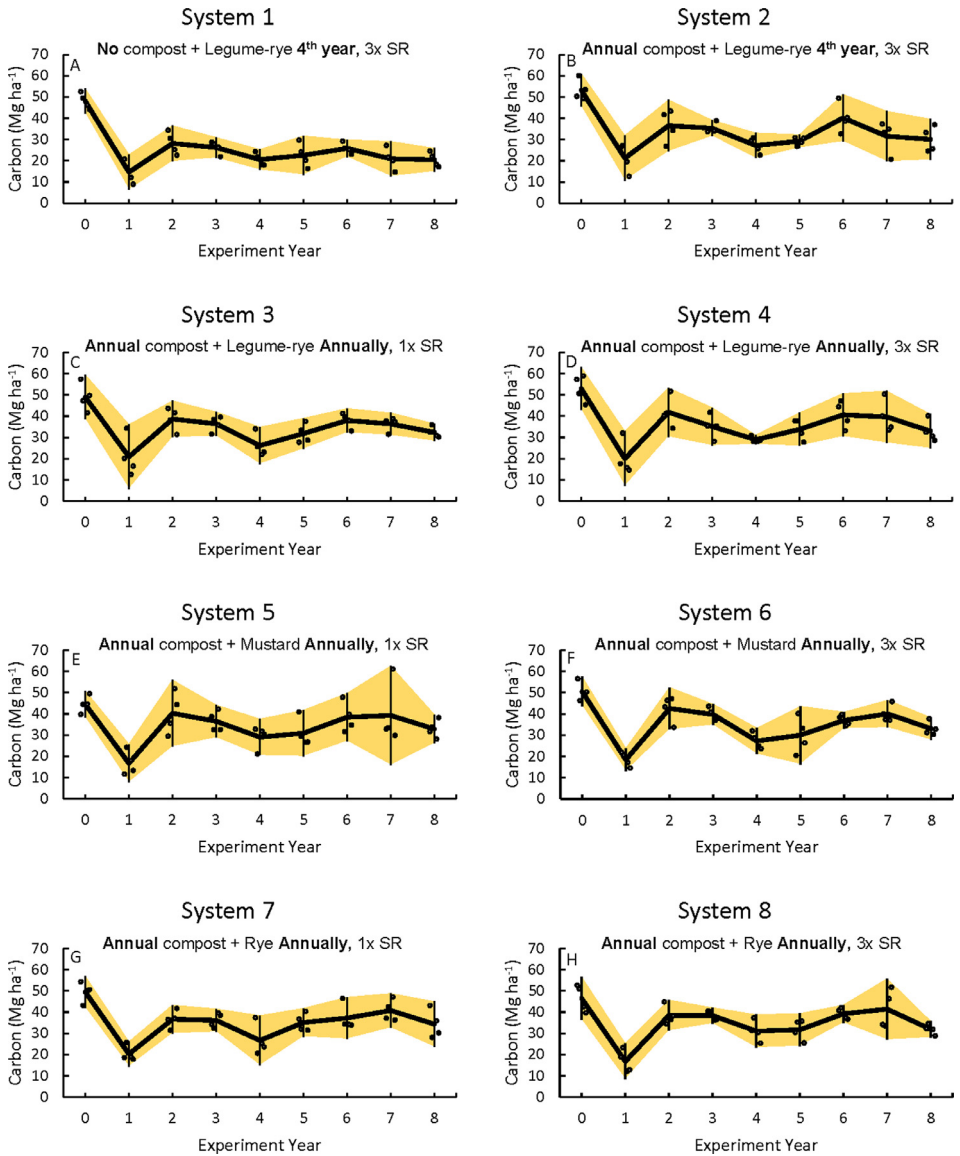 System 1
No compost + Legume-rye 4th year, 3x SR
A
Carbon (Mg ha-1)
70
60
50
40
30
20
10
0
0 1 2 3 4 5 6 7 8
Experiment Year
System 2
Annual compost + Legume-rye 4th year, 3x SR
B
Carbon (Mg ha-1)
70
60
50
40
30
20
10
0
0 1 2 3 4 5 6 7 8
Experiment Year
System 3
Annual compost + Legume-rye Annually, 1x SR
C
Carbon (Mg ha-1)
70
60
50
40
30
20
10
0
0 1 2 3 4 5 6 7 8
Experiment Year
System 4
Annual compost + Legume-rye Annually, 3x SR
D
Carbon (Mg ha-1)
70
60
50
40
30
20
10
0
0 1 2 3 4 5 6 7 8
Experiment Year
System 5
Annual compost + Mustard Annually, 1x SR
E
Carbon (Mg ha-1)
70
60
50
40
30
20
10
0
0 1 2 3 4 5 6 7 8
Experiment Year
System 6
Annual compost + Mustard Annually, 3x SR
F
Carbon (Mg ha-1)
70
60
50
40
30
20
10
0
0 1 2 3 4 5 6 7 8
Experiment Year
System 7
Annual compost + Rye Annually, 1x SR
G
Carbon (Mg ha-1)
70
60
50
40
30
20
10
0
0 1 2 3 4 5 6 7 8
Experiment Year
System 8
Annual compost + Rye Annually, 3x SR
H
Carbon (Mg ha-1)
70
60
50
40
30
20
10
0
0 1 2 3 4 5 6 7 8
Experiment Year